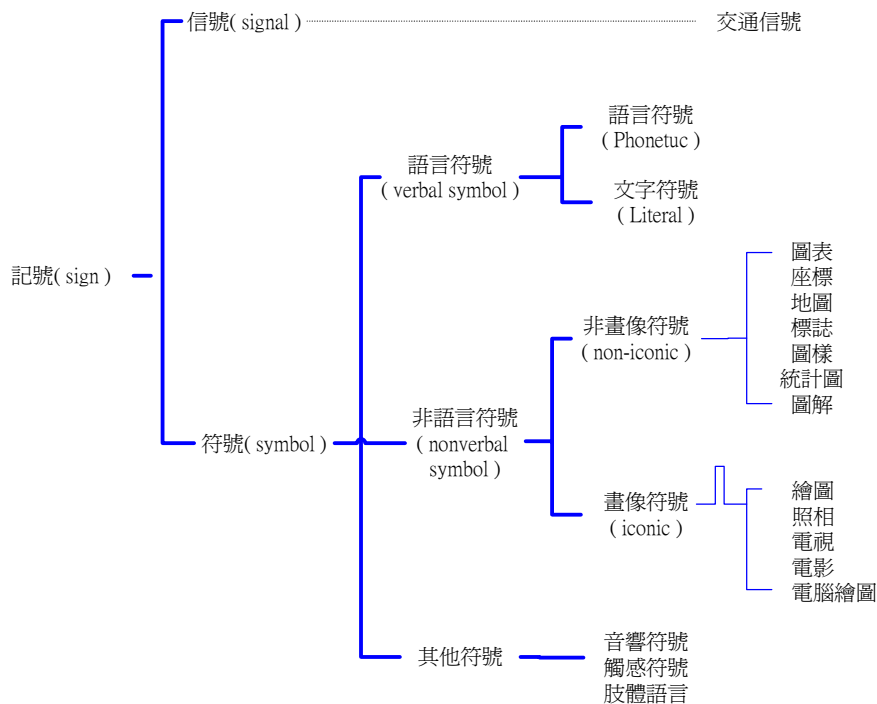 信號( signal )
交通信號
語言符號
( Phonetuc )
語言符號
( verbal symbol )
文字符號
( Literal )
記號( sign )
圖表
座標
地圖
標誌
圖樣
統計圖
圖解
非畫像符號
( non-iconic )
符號( symbol )
非語言符號
( nonverbal
symbol )
畫像符號
( iconic )
繪圖
照相
電視
電影
電腦繪圖
其他符號
音響符號
觸感符號
肢體語言